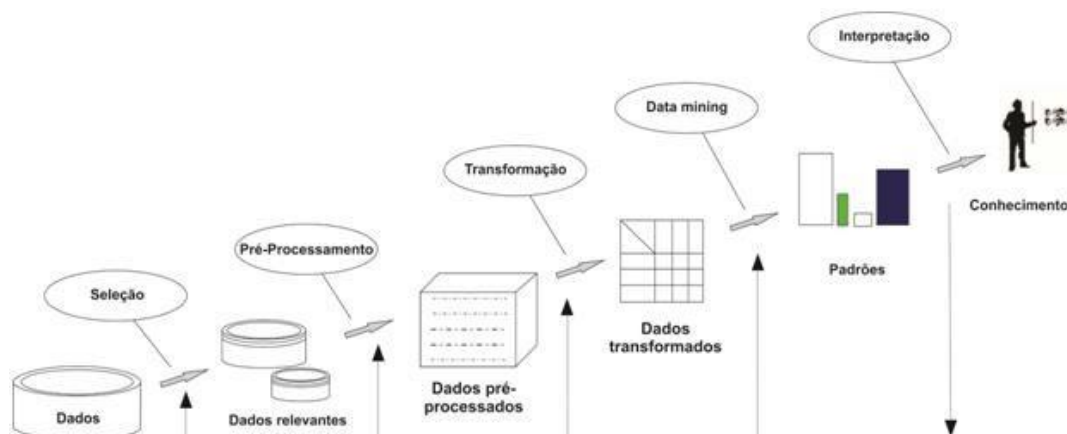 Interpretação
Data mining
Transformação
Conhecimento
Pré-Processamento
Padrões
Seleção
Dados
transformados
Dados pré-
processados
Dados
Dados relevantes